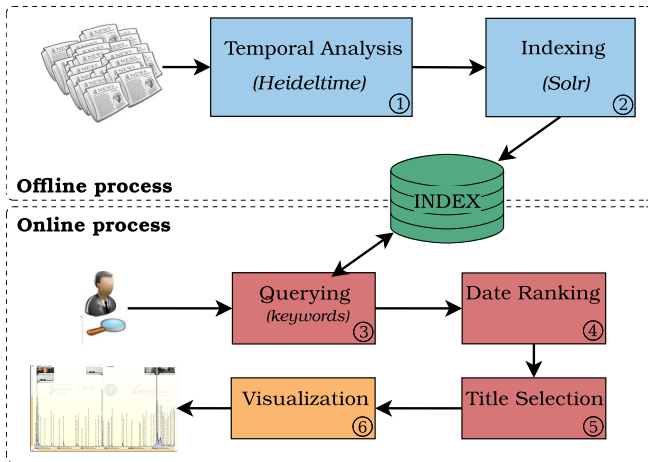 Temporal Analysis
(Heideltime)
1
Indexing
(Solr)
2
Offline process
INDEX
Online process
Querying
(keywords)
3
Date Ranking
4
Visualization
6
Title Selection
5